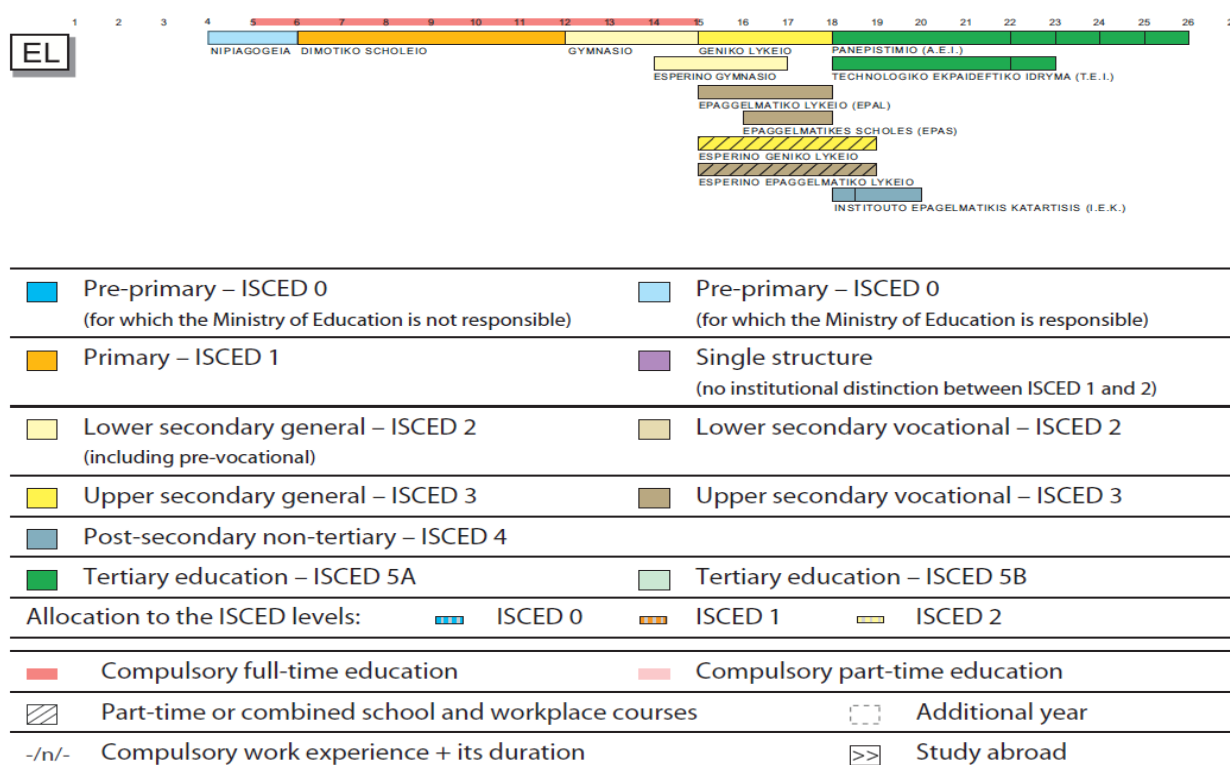 1 2 3 4 5 6 7 8 9 10 11 12 13 14 15 16 17 18 19 20 21 22 23 24 25 26
EL
NIPIAGOGEIA DIMOTIKO SCHOLEIO GYMNASIO GENIKO LYKEIO PANEPISTIMIO (A.E.I.)
ESPERINO GYMNASIO TECHNOLOGIKO EKPAIDEFTIKO IDRYMA (T.E.I.)
EPAGGELMATIKO LYKEIO (EPAL)
EPAGGELMATIKES SCHOLES (EPAS)
ESPERINO GENIKO LYKEIO
ESPERINO EPAGGELMATIKO LYKEIO
INSTITOUTO EPAGELMATIKIS KATARTISIS (I.E.K.)
Pre-primary – ISCED 0 Pre-primary – ISCED 0
(for which the Ministry of Education is not responsible) (for which the Ministry of Education is responsible)
Primary – ISCED 1 Single structure
(no institutional distinction between ISCED 1 and 2)
Lower secondary general – ISCED 2 Lower secondary vocational – ISCED 2
(including pre-vocational)
Upper secondary general – ISCED 3 Upper secondary vocational – ISCED 3
Post-secondary non-tertiary – ISCED 4
Tertiary education – ISCED 5A Tertiary education – ISCED 5B
Allocation to the ISCED levels: ISCED 0 ISCED 1 ISCED 2
Compulsory full-time education Compulsory part-time education
Part-time or combined school and workplace courses Additional year
-/n/- Compulsory work experience + its duration >> Study abroad